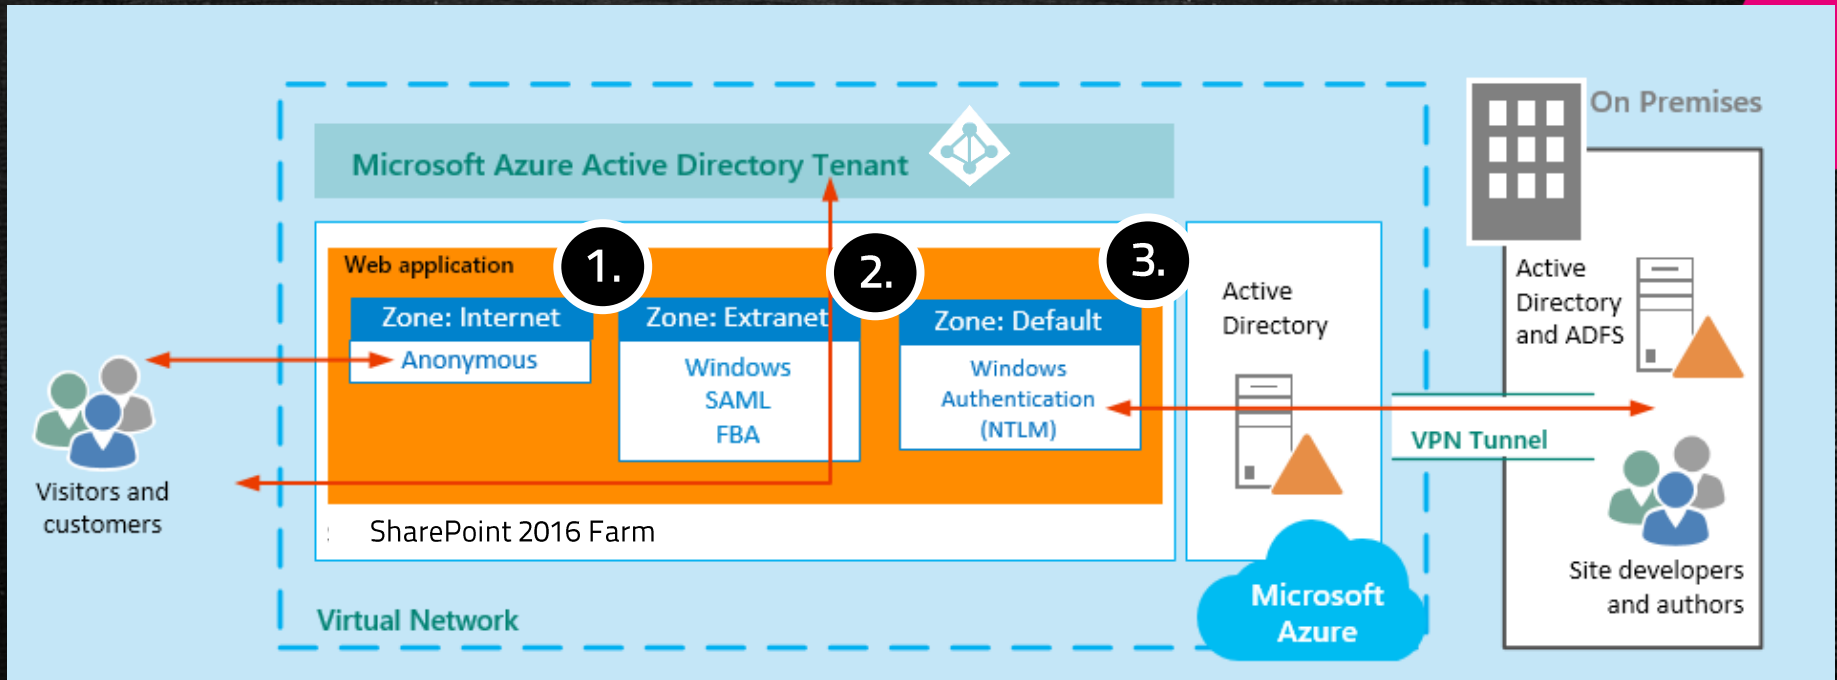 On Premises
Microsoft Azure Active Directory Tenant
1.
2.
3.
Web application
Zone: Internet
Anonymous
Zone: Extranet
Windows
SAML
FBA
Zone: Default
Windows
Authentication
(NTLM)
Active
Directory
Active
Directory
and ADFS
VPN Tunnel
Visitors and
customers
SharePoint 2016 Farm
Site developers
and authors
Microsoft
Azure
Virtual Network